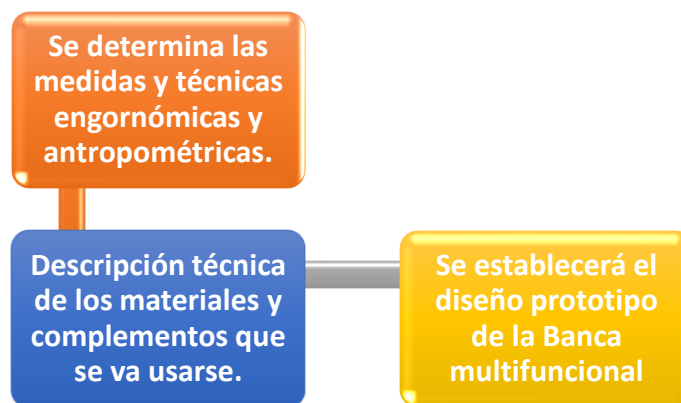 Se determina las
medidas y técnicas
engornómicas y
antropométricas.
Descripción técnica
de los materiales y
complementos que
se va usarse.
Se establecerá el
diseño prototipo
de la Banca
multifuncional